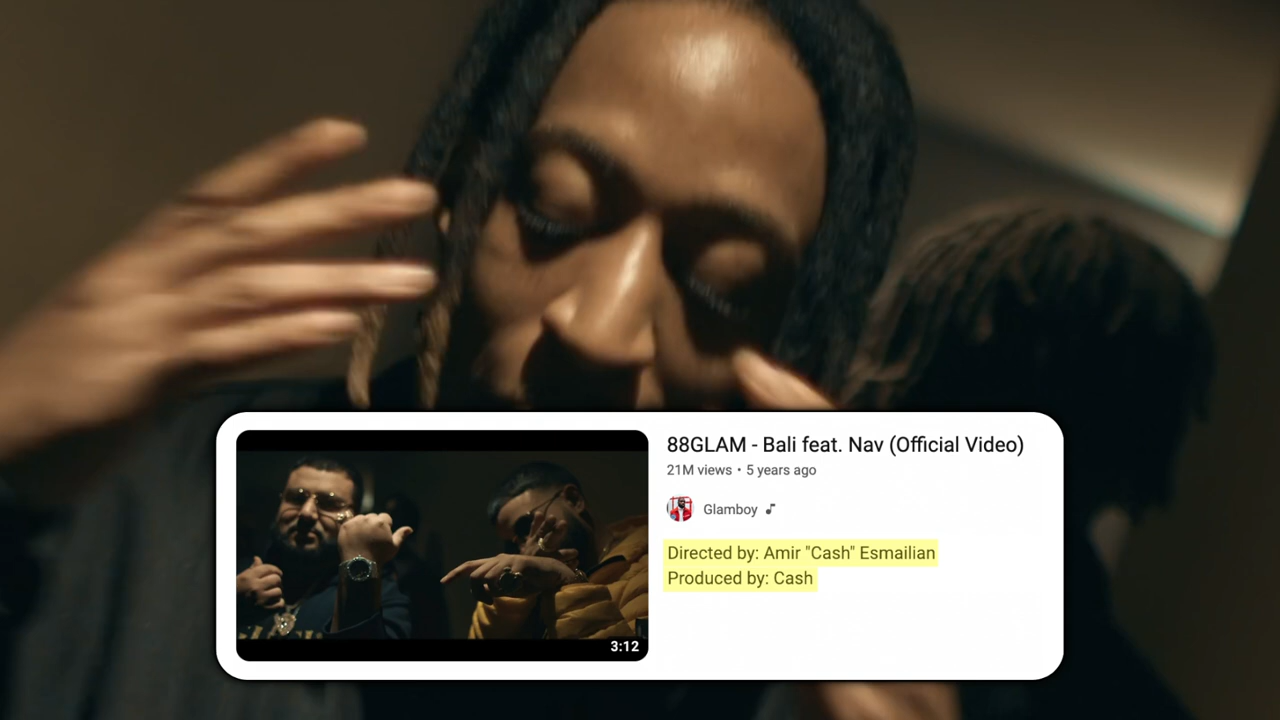 88GLAM - Bali feat. Nav (Official Video)
21M views • 5 years ago
Glamboy
Directed by: Amir "Cash" Esmailian
Produced by: Cash
3:12